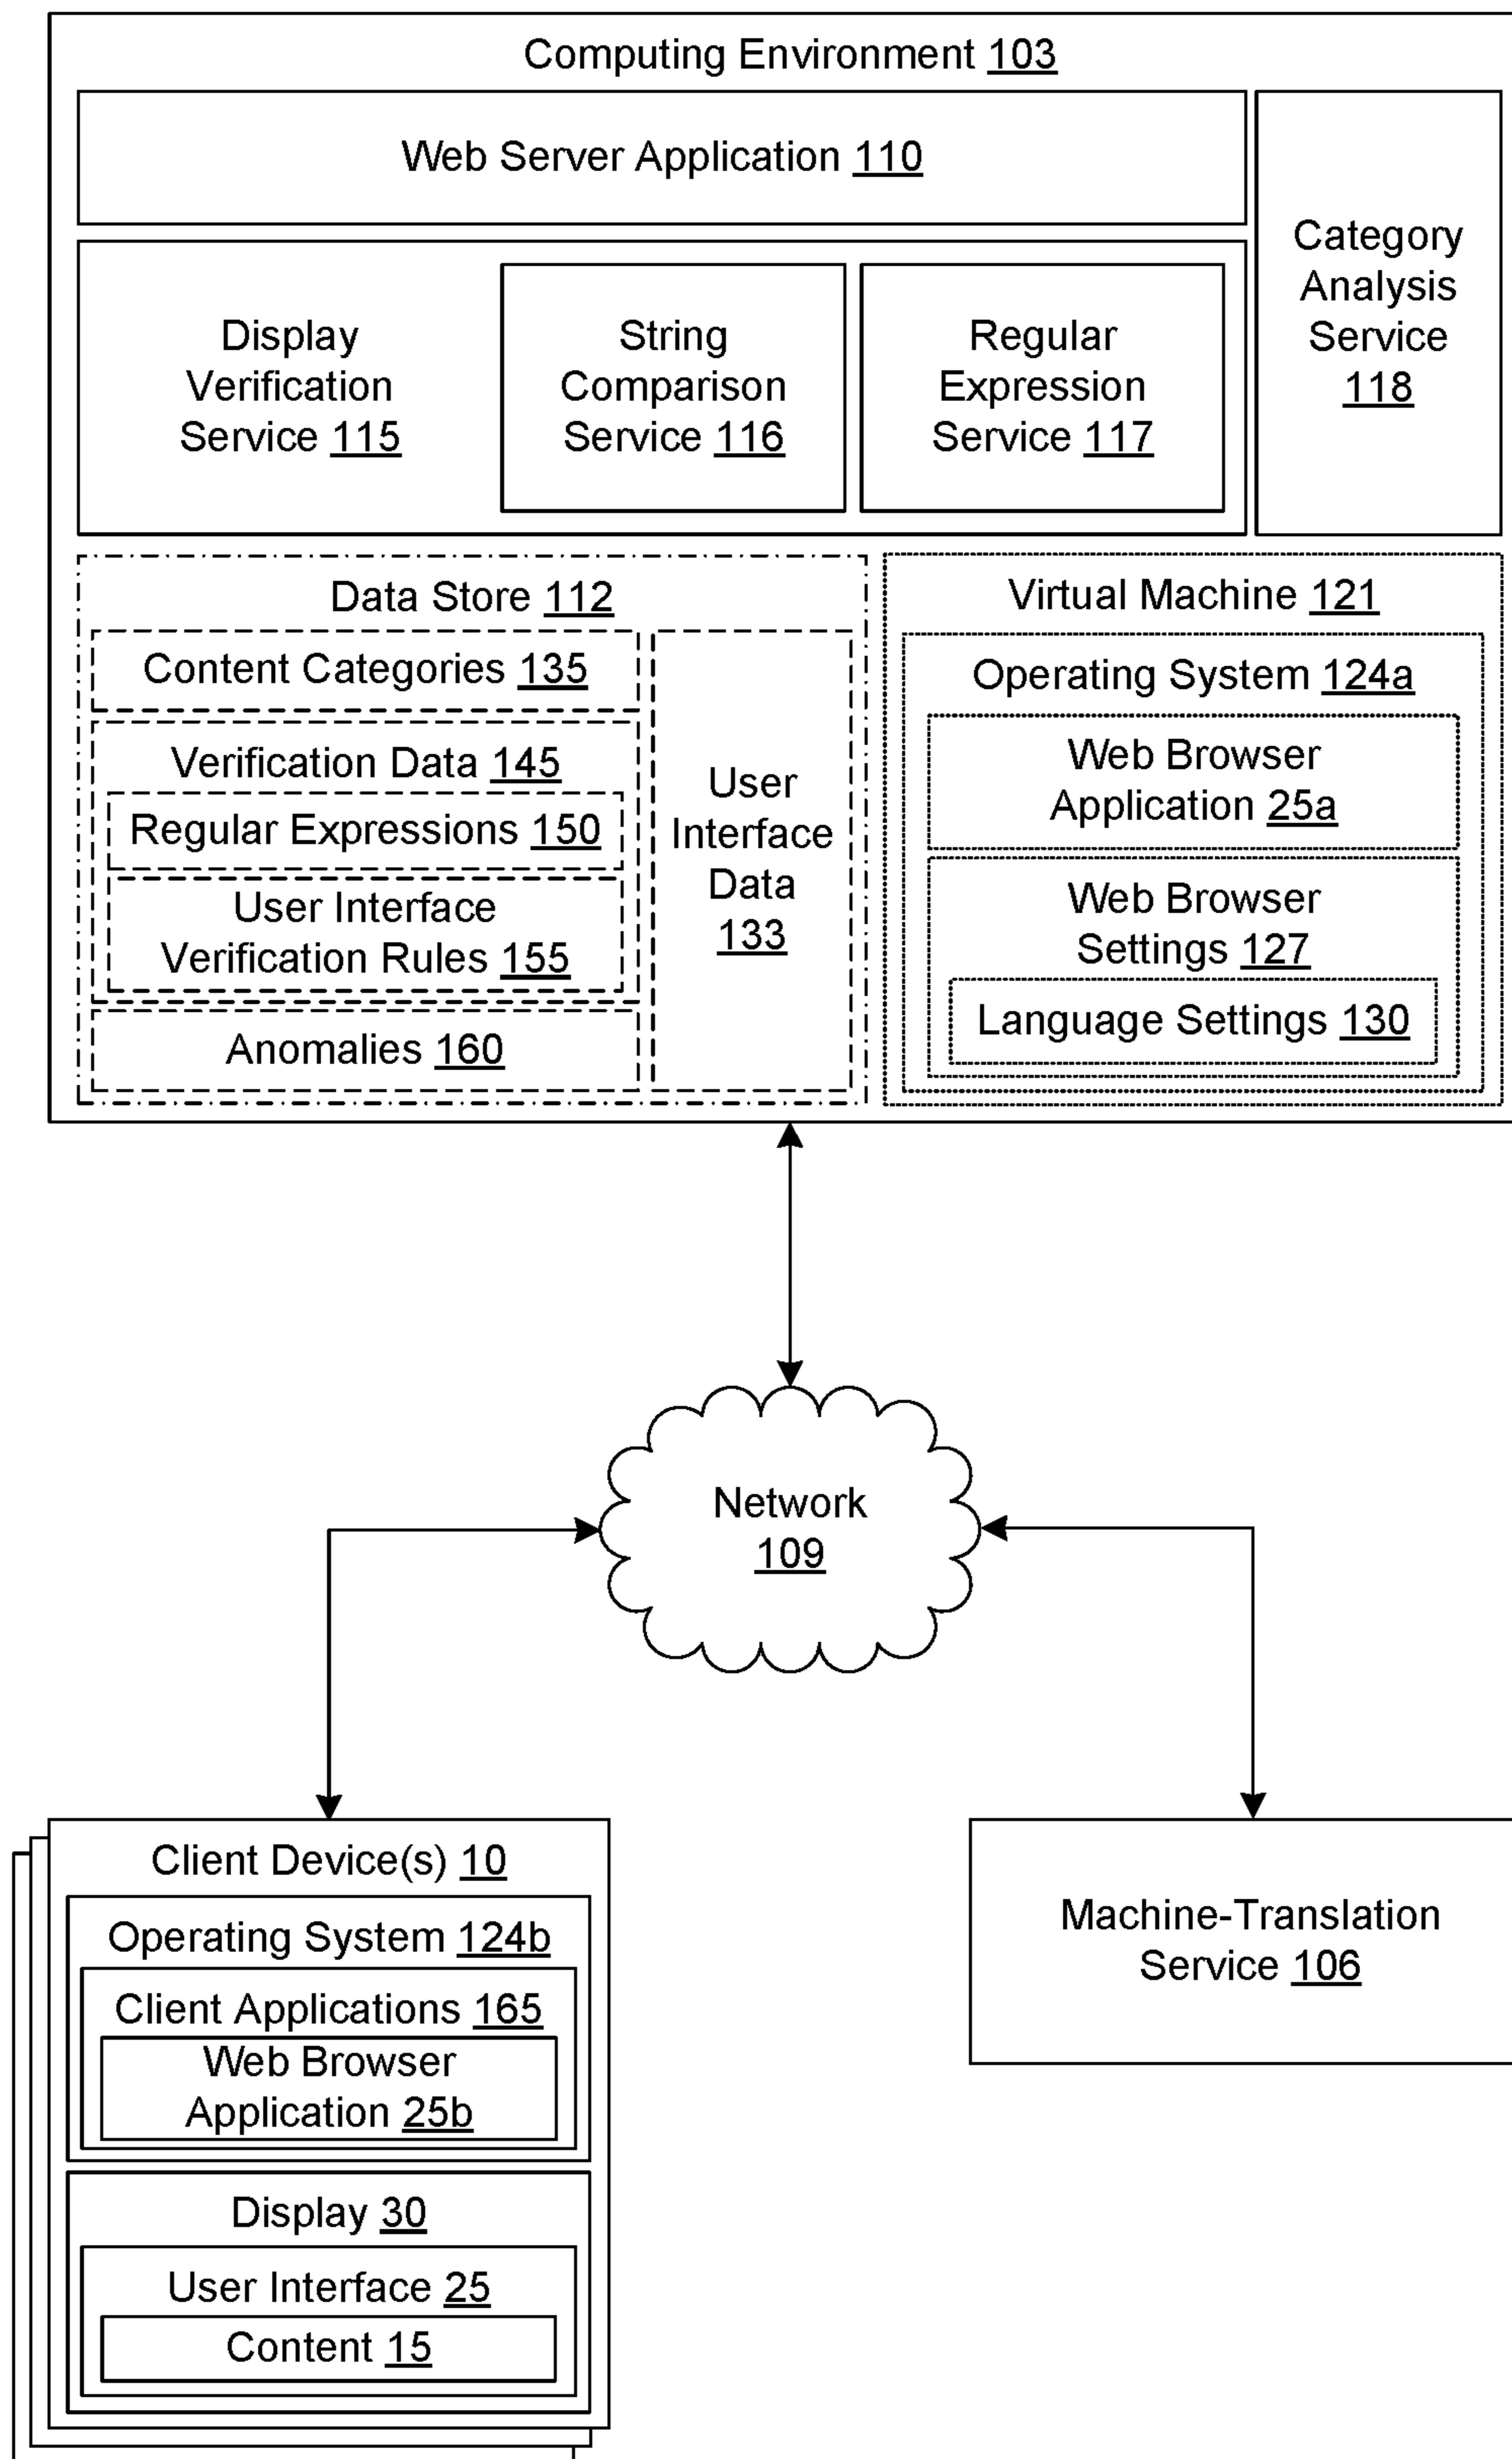 Computing Environment 103
Web Server Application 110
Category
Analysis
Service
118
Display
Verification
Service 115
String
Comparison
Service 116
Regular
Expression
Service 117
Data Store 112
Content Categories 135
Verification Data 145
Regular Expressions 150
User Interface
Verification Rules 155
Anomalies 160
User
Interface
Data
133
Virtual Machine 121
Operating System 124a
Web Browser
Application 25a
Web Browser
Settings 127
Language Settings 130
Network
109
Client Device(s) 10
Operating System 124b
Client Applications 165
Web Browser
Application 25b
Display 30
User Interface 25
Content 15
Machine-Translation
Service 106